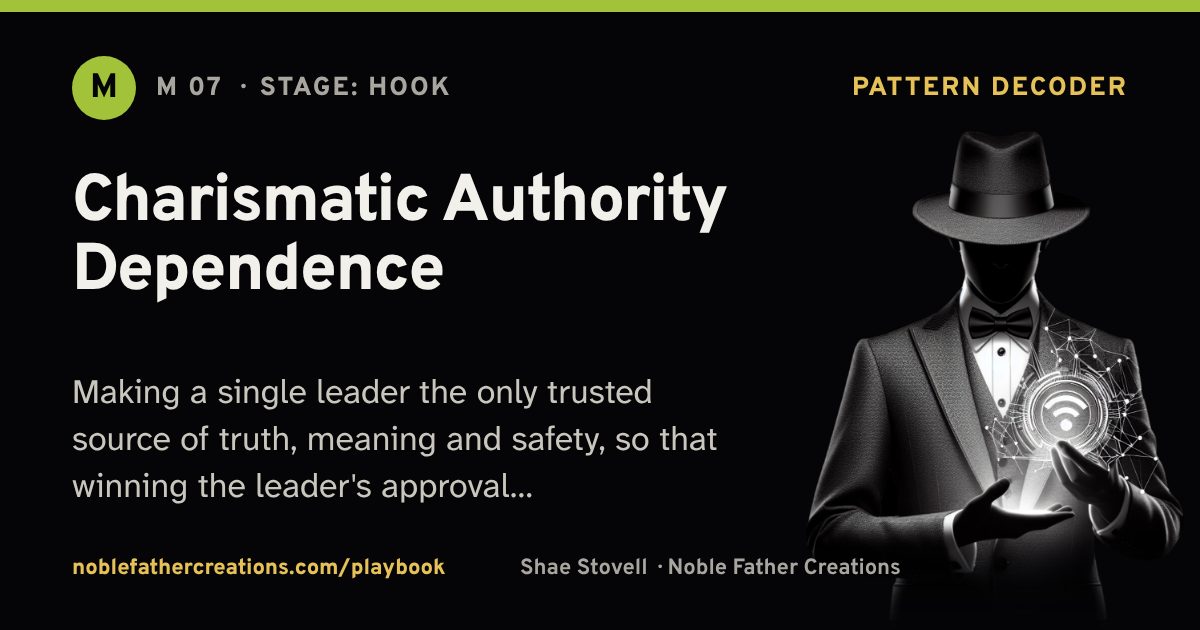 M
M 07 · STAGE: HOOK
PATTERN DECODER
Charismatic Authority
Dependence
Making a single leader the only trusted
source of truth, meaning and safety, so that
winning the leader's approval...
noblefathercreations.com/playbook
Shae Stovell · Noble Father Creations